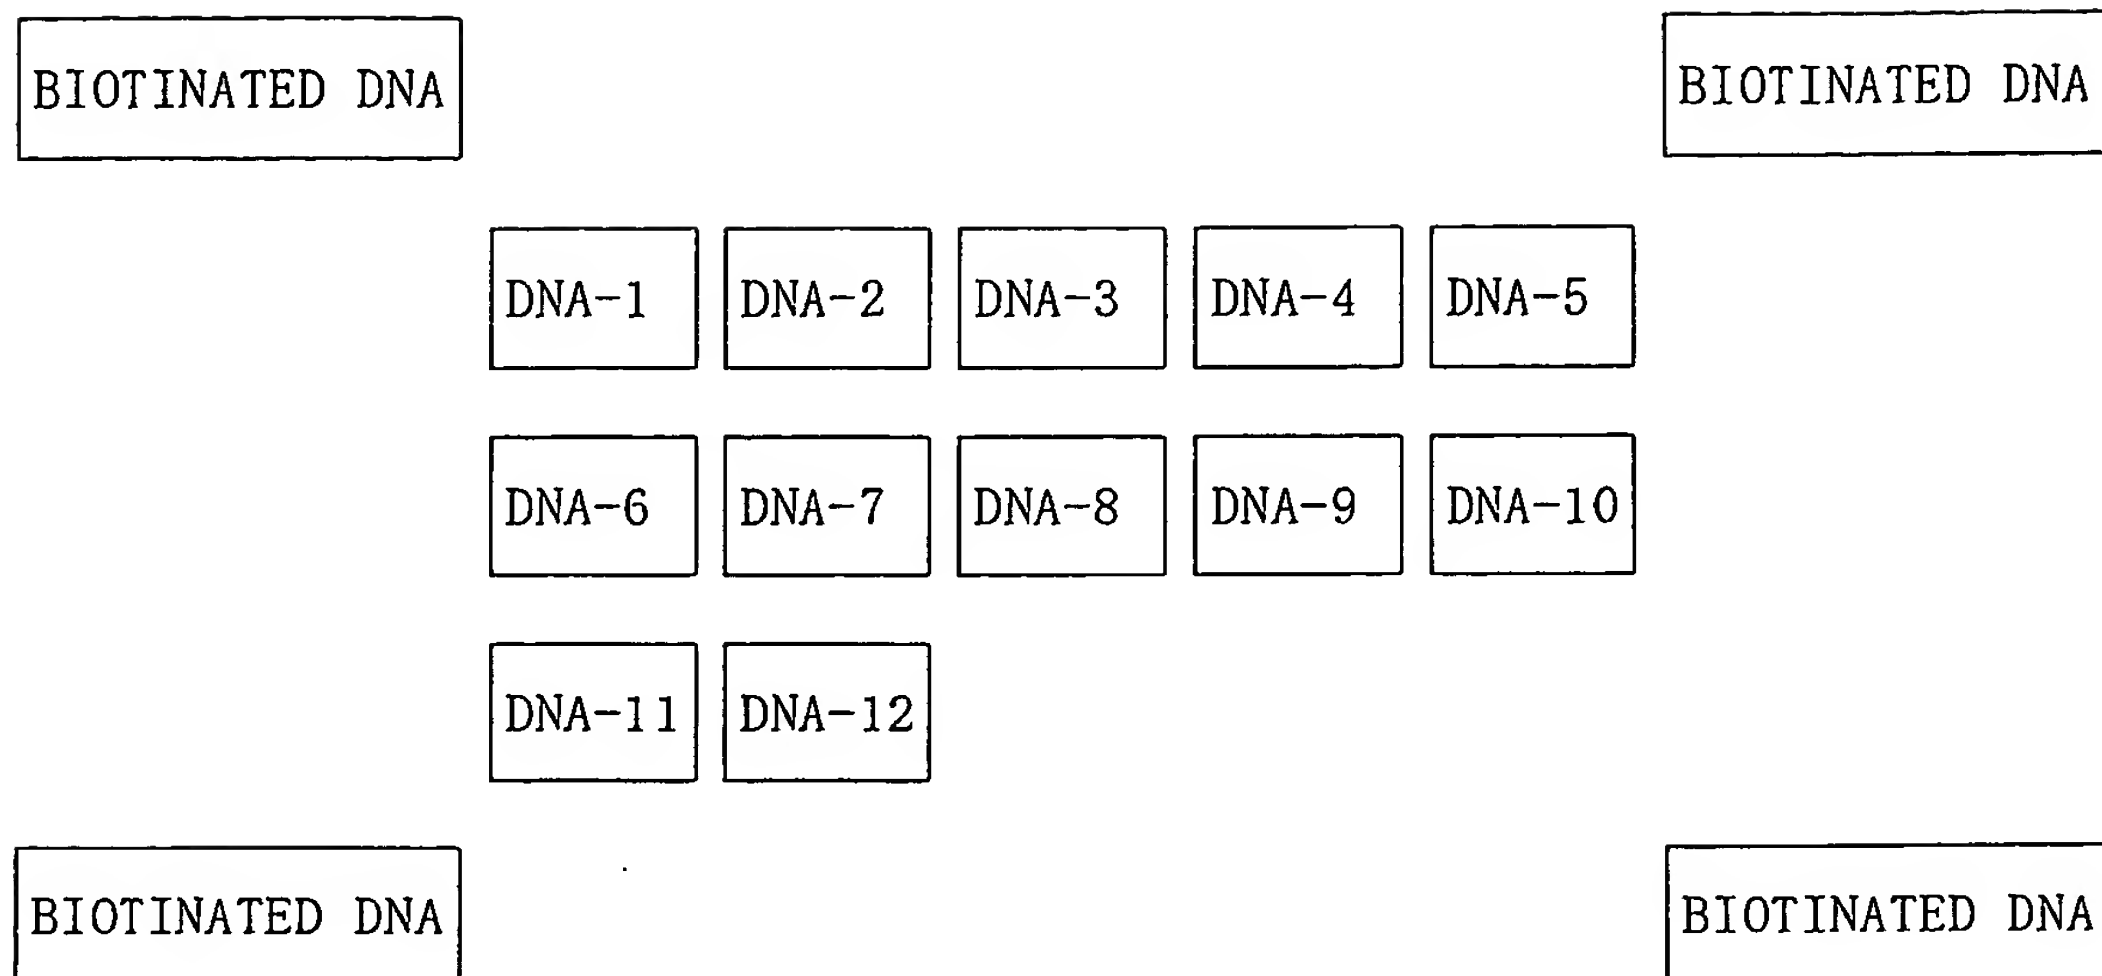 BIOTINATED DNA BIOTINATED DNA
DNA-1 DNA-2 DNA-3 DNA-4 DNA-5
DNA-6 DNA-7 DNA-8 DNA-9 DNA-10
DNA-11 DNA-12
BIOTINATED DNA BIOTINATED DNA